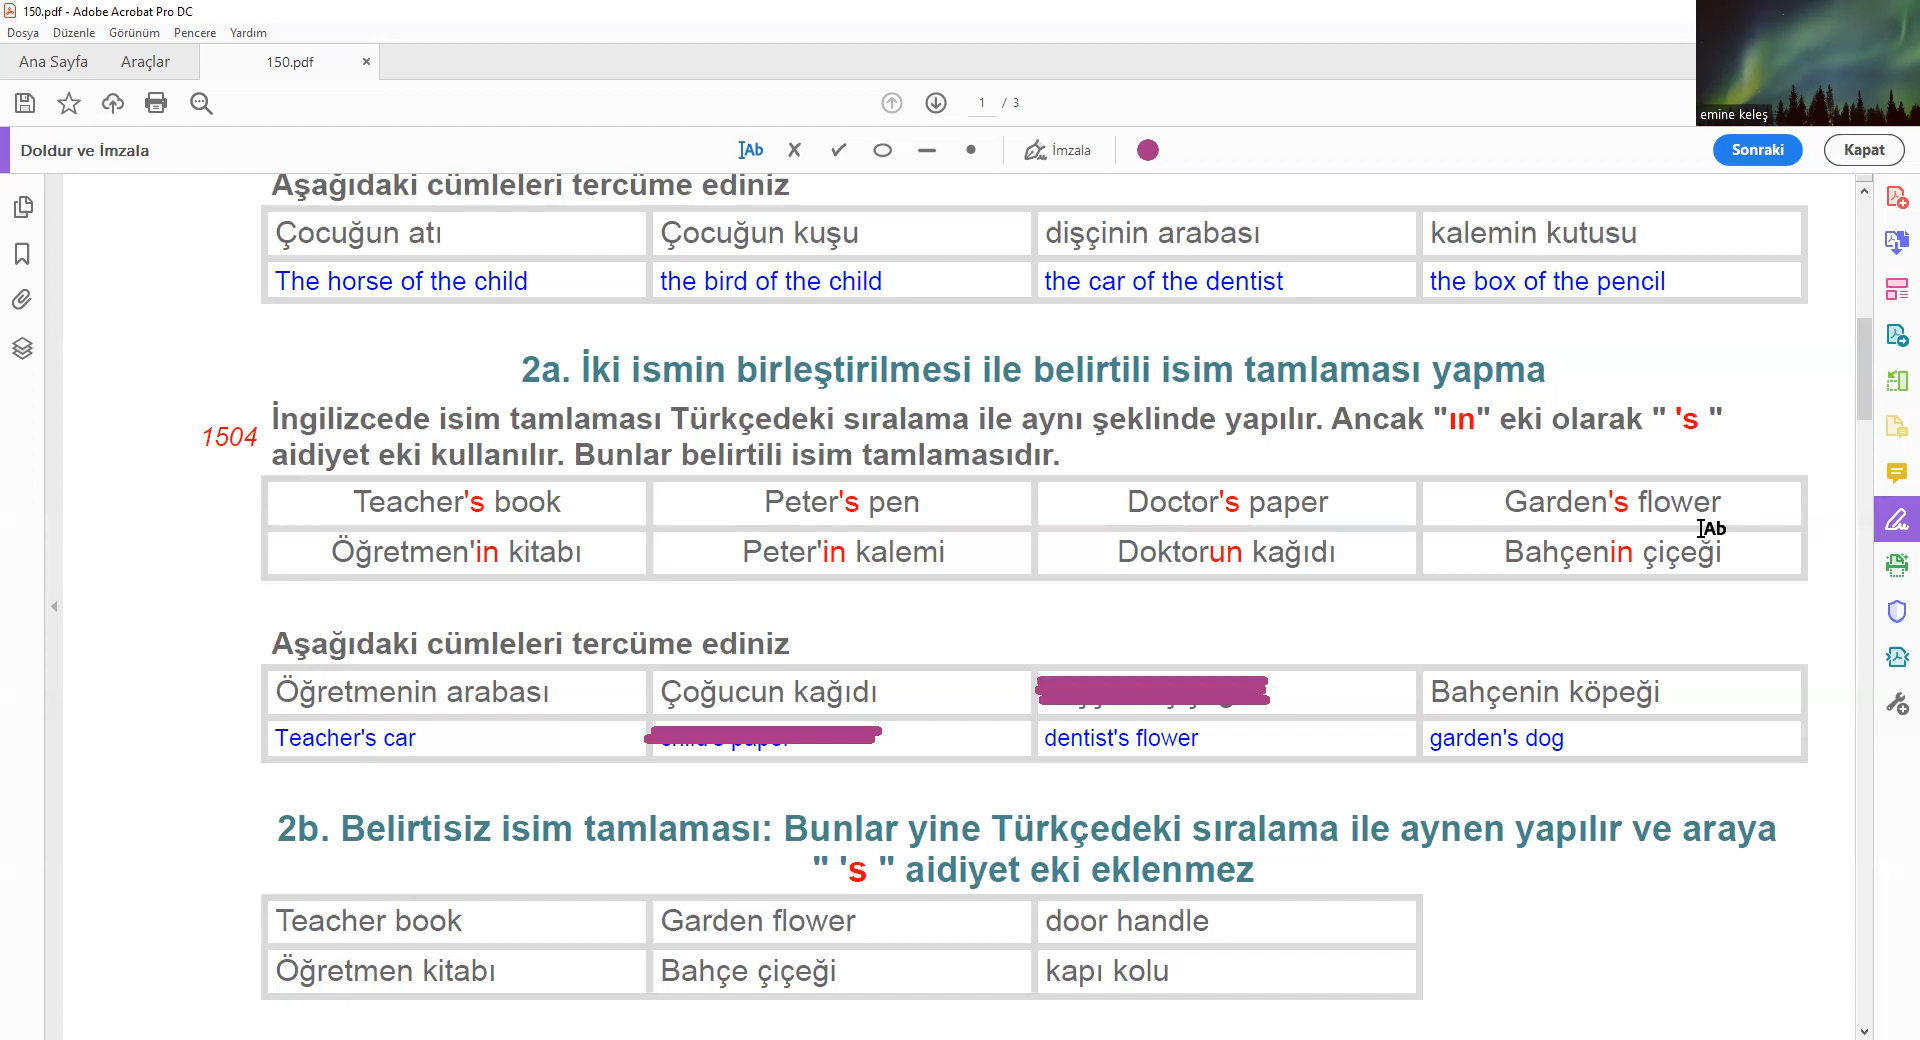 150.pdf - Adobe Acrobat Pro DC
Dosya Düzenle Görünüm Pencere Yardım
Ana Sayfa Araçlar 150.pdf ×
1 / 3
emine keleş
Doldur ve İmzala Ab İmzala Sonraki Kapat
Aşağıdaki cümleleri tercüme ediniz
Çocuğun atı Çocuğun kuşu dişçinin arabası kalemin kutusu
The horse of the child the bird of the child the car of the dentist the box of the pencil
2a. İki ismin birleştirilmesi ile belirtili isim tamlaması yapma
1504 İngilizcede isim tamlaması Türkçedeki sıralama ile aynı şeklinde yapılır. Ancak "ın" eki olarak " 's "
aidiyet eki kullanılır. Bunlar belirtili isim tamlamasıdır.
Teacher's book Peter's pen Doctor's paper Garden's flower
Ab
Öğretmen'in kitabı Peter'in kalemi Doktorun kağıdı Bahçenin çiçeği
Aşağıdaki cümleleri tercüme ediniz
Öğretmenin arabası Çoğucun kağıdı Bahçenin köpeği
Teacher's car dentist's flower garden's dog
2b. Belirtisiz isim tamlaması: Bunlar yine Türkçedeki sıralama ile aynen yapılır ve araya
" 's " aidiyet eki eklenmez
Teacher book Garden flower door handle
Öğretmen kitabı Bahçe çiçeği kapı kolu